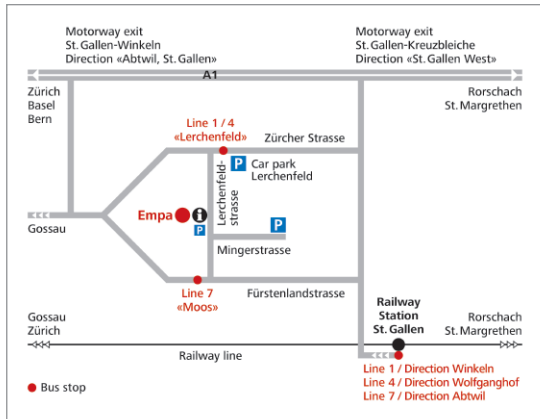 Motorway exit
St. Gallen-Winkeln
Direction «Abtwil, St. Gallen»
Motorway exit
St. Gallen-Kreuzbleiche
Direction «St. Gallen West»
A1
Zürich
Basel
Bern
Rorschach
St. Margrethen
Line 1 / 4
«Lerchenfeld»
Zürcher Strasse
P
Car park
Lerchenfeld
Lerchenfeld-
strasse
Empa
i
P
P
Gossau
Mingerstrasse
Line 7
«Moos»
Fürstenlandstrasse
Railway
Station
St. Gallen
Gossau
Zürich
Rorschach
St. Margrethen
Railway line
Line 1 / Direction Winkeln
Line 4 / Direction Wolfganghof
Line 7 / Direction Abtwil
Bus stop